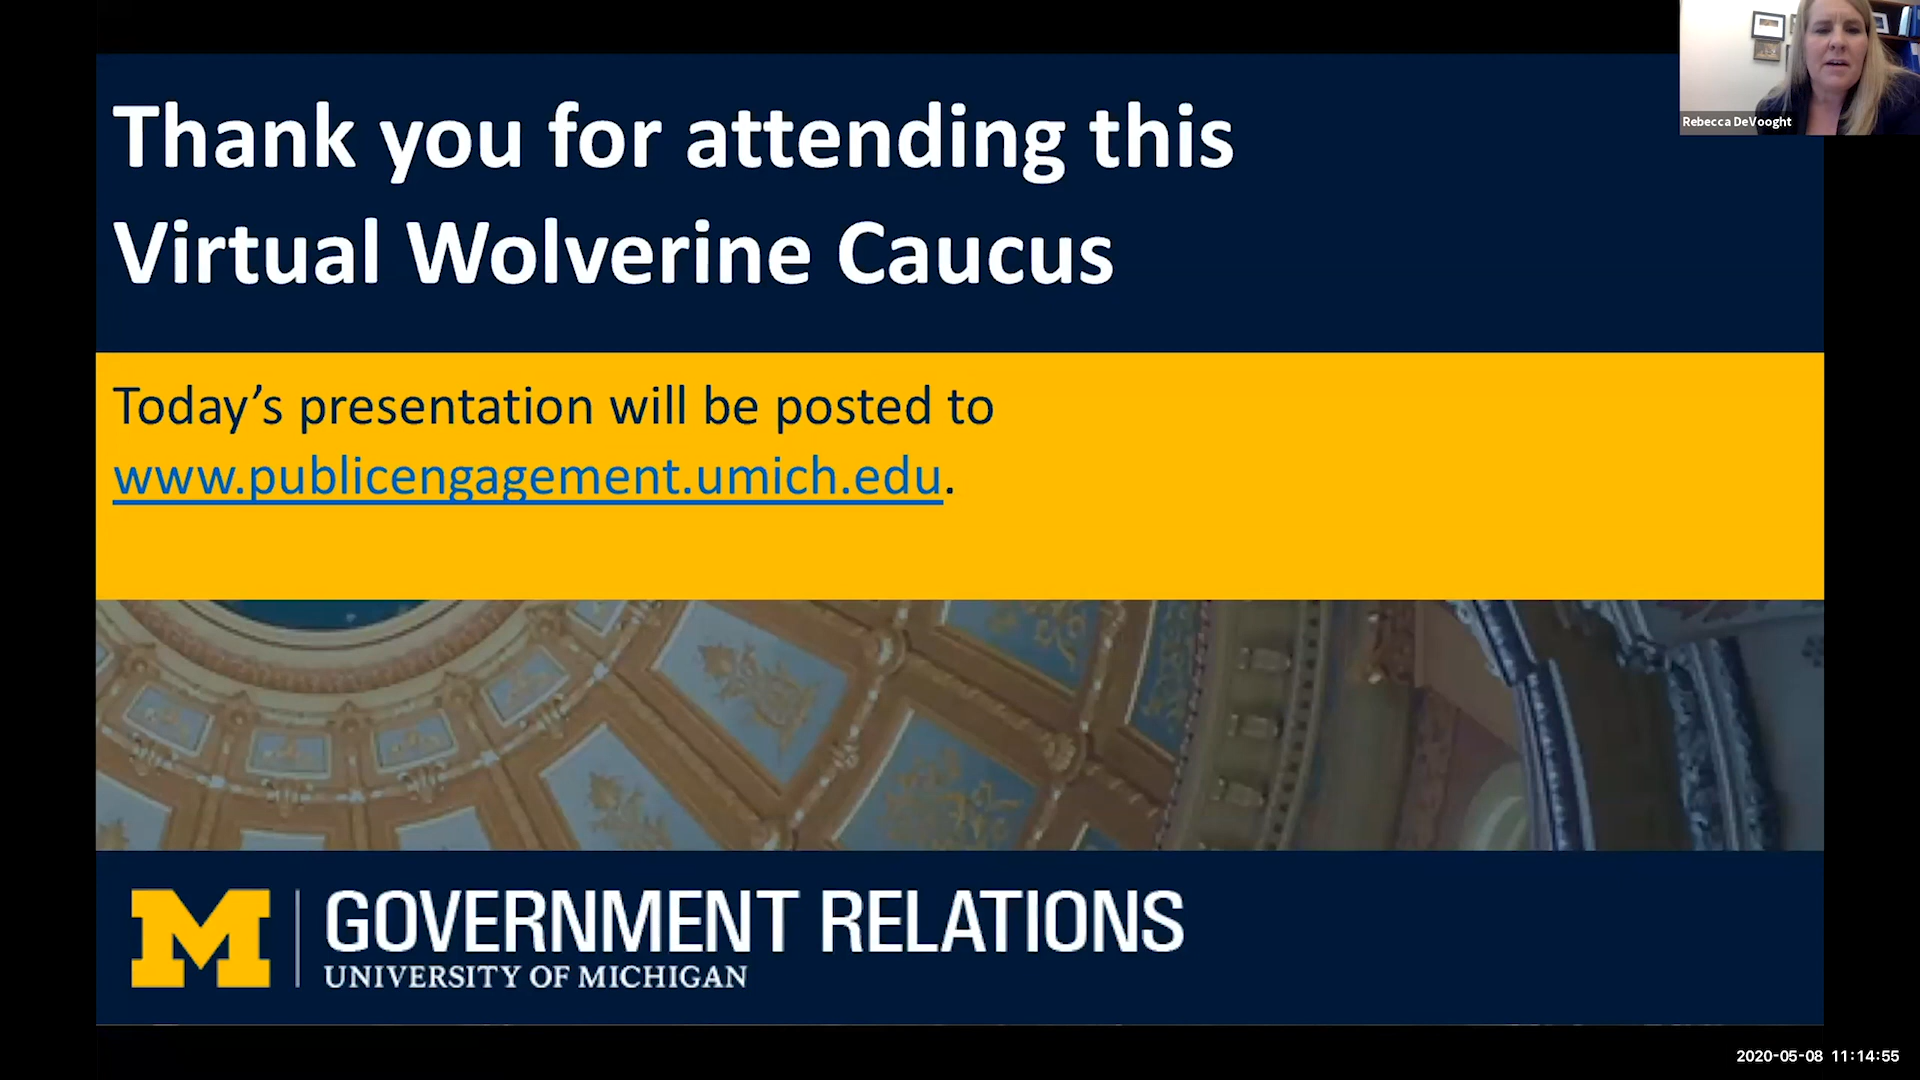 Thank you for attending this
Virtual Wolverine Caucus
Rebecca DeVooght
Today's presentation will be posted to
www.publicengagement.umich.edu.
M
GOVERNMENT RELATIONS
UNIVERSITY OF MICHIGAN
2020-05-08 11:14:55